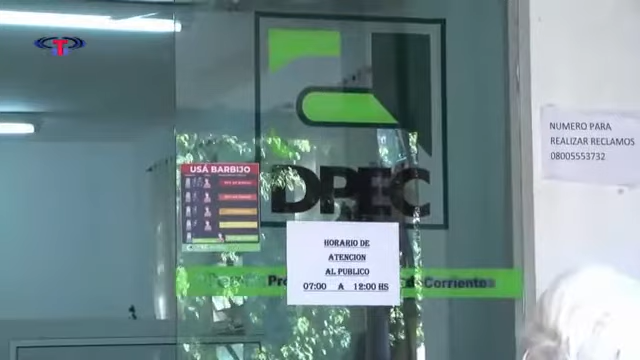 T
DPEC
USÁ BARBIJO
HORARIO DE
ATENCION
AL PUBLICO
07:00 A 12:00 HS
de Corrientes
NUMERO PARA
REALIZAR RECLAMOS
08005553732